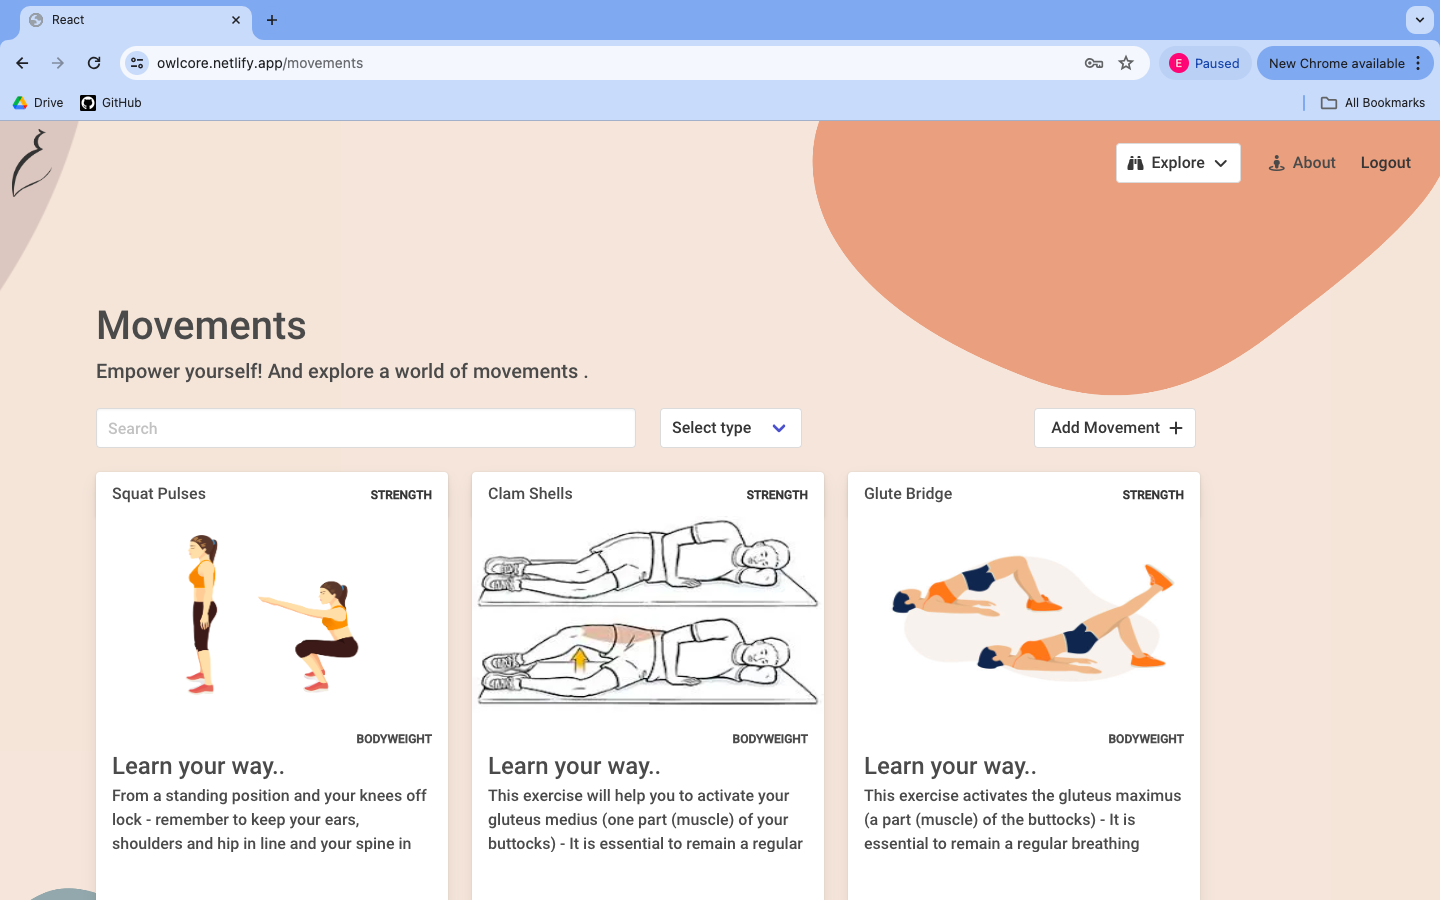 React
owlcore.netlify.app/movements
E Paused
New Chrome available
Drive
GitHub
All Bookmarks
Explore
About
Logout
Movements
Empower yourself! And explore a world of movements .
Search
Select type
Add Movement
Squat Pulses
STRENGTH
BODYWEIGHT
Learn your way..
From a standing position and your knees off
lock - remember to keep your ears,
shoulders and hip in line and your spine in
Clam Shells
STRENGTH
BODYWEIGHT
Learn your way..
This exercise will help you to activate your
gluteus medius (one part (muscle) of your
buttocks) - It is essential to remain a regular
Glute Bridge
STRENGTH
BODYWEIGHT
Learn your way..
This exercise activates the gluteus maximus
(a part (muscle) of the buttocks) - It is
essential to remain a regular breathing